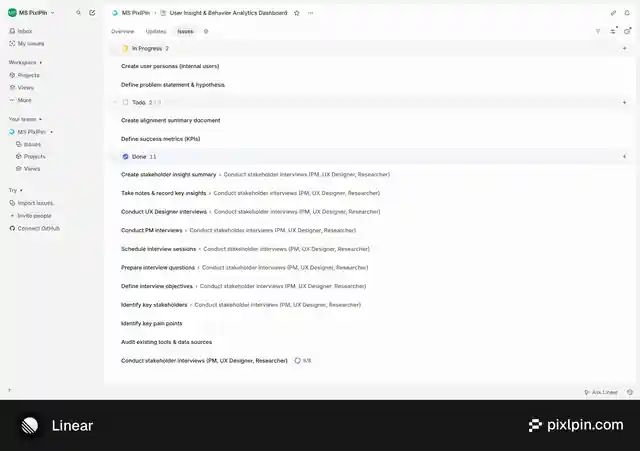 MS PixlPin
MS PixlPin › User Insight & Behavior Analytics Dashboard
Inbox
My issues
Overview Updates Issues
Workspace
Projects
Views
More
Your teams
MS PixlPin
Issues
Projects
Views
Try
Import issues
Invite people
Connect GitHub
In Progress 2
Create user personas (internal users)
Define problem statement & hypothesis
Todo 2
Create alignment summary document
Define success metrics (KPIs)
Done 11
Create stakeholder insight summary › Conduct stakeholder interviews (PM, UX Designer, Researcher)
Take notes & record key insights › Conduct stakeholder interviews (PM, UX Designer, Researcher)
Conduct UX Designer interviews › Conduct stakeholder interviews (PM, UX Designer, Researcher)
Conduct PM interviews › Conduct stakeholder interviews (PM, UX Designer, Researcher)
Schedule interview sessions › Conduct stakeholder interviews (PM, UX Designer, Researcher)
Prepare interview questions › Conduct stakeholder interviews (PM, UX Designer, Researcher)
Define interview objectives › Conduct stakeholder interviews (PM, UX Designer, Researcher)
Identify key stakeholders › Conduct stakeholder interviews (PM, UX Designer, Researcher)
Identify key pain points
Audit existing tools & data sources
Conduct stakeholder interviews (PM, UX Designer, Researcher)
?
Ask Linear
Linear
pixlpin.com